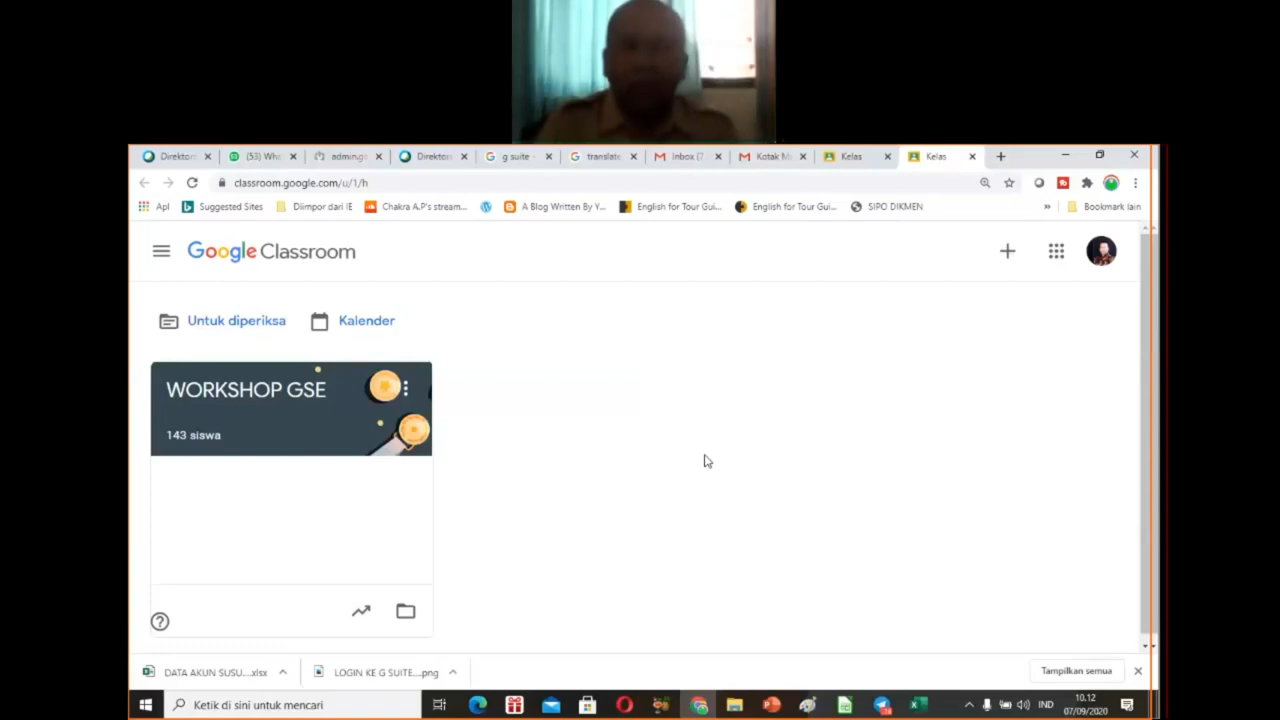 Direktor (53) Wha admin.g Direktor g suite - translate Inbox (7 Kotak M Kelas Kelas
classroom.google.com/u/1/h
Apl Suggested Sites Diimpor dari IE Chakra A.P's stream... A Blog Written By Y... English for Tour Gui... English for Tour Gui... SIPO DIKMEN » Bookmark lain
Google Classroom
Untuk diperiksa Kalender
WORKSHOP GSE
143 siswa
DATA AKUN SUSU....xlsx LOGIN KE G SUITE....png Tampilkan semua
Ketik di sini untuk mencari IND 10.12
07/09/2020